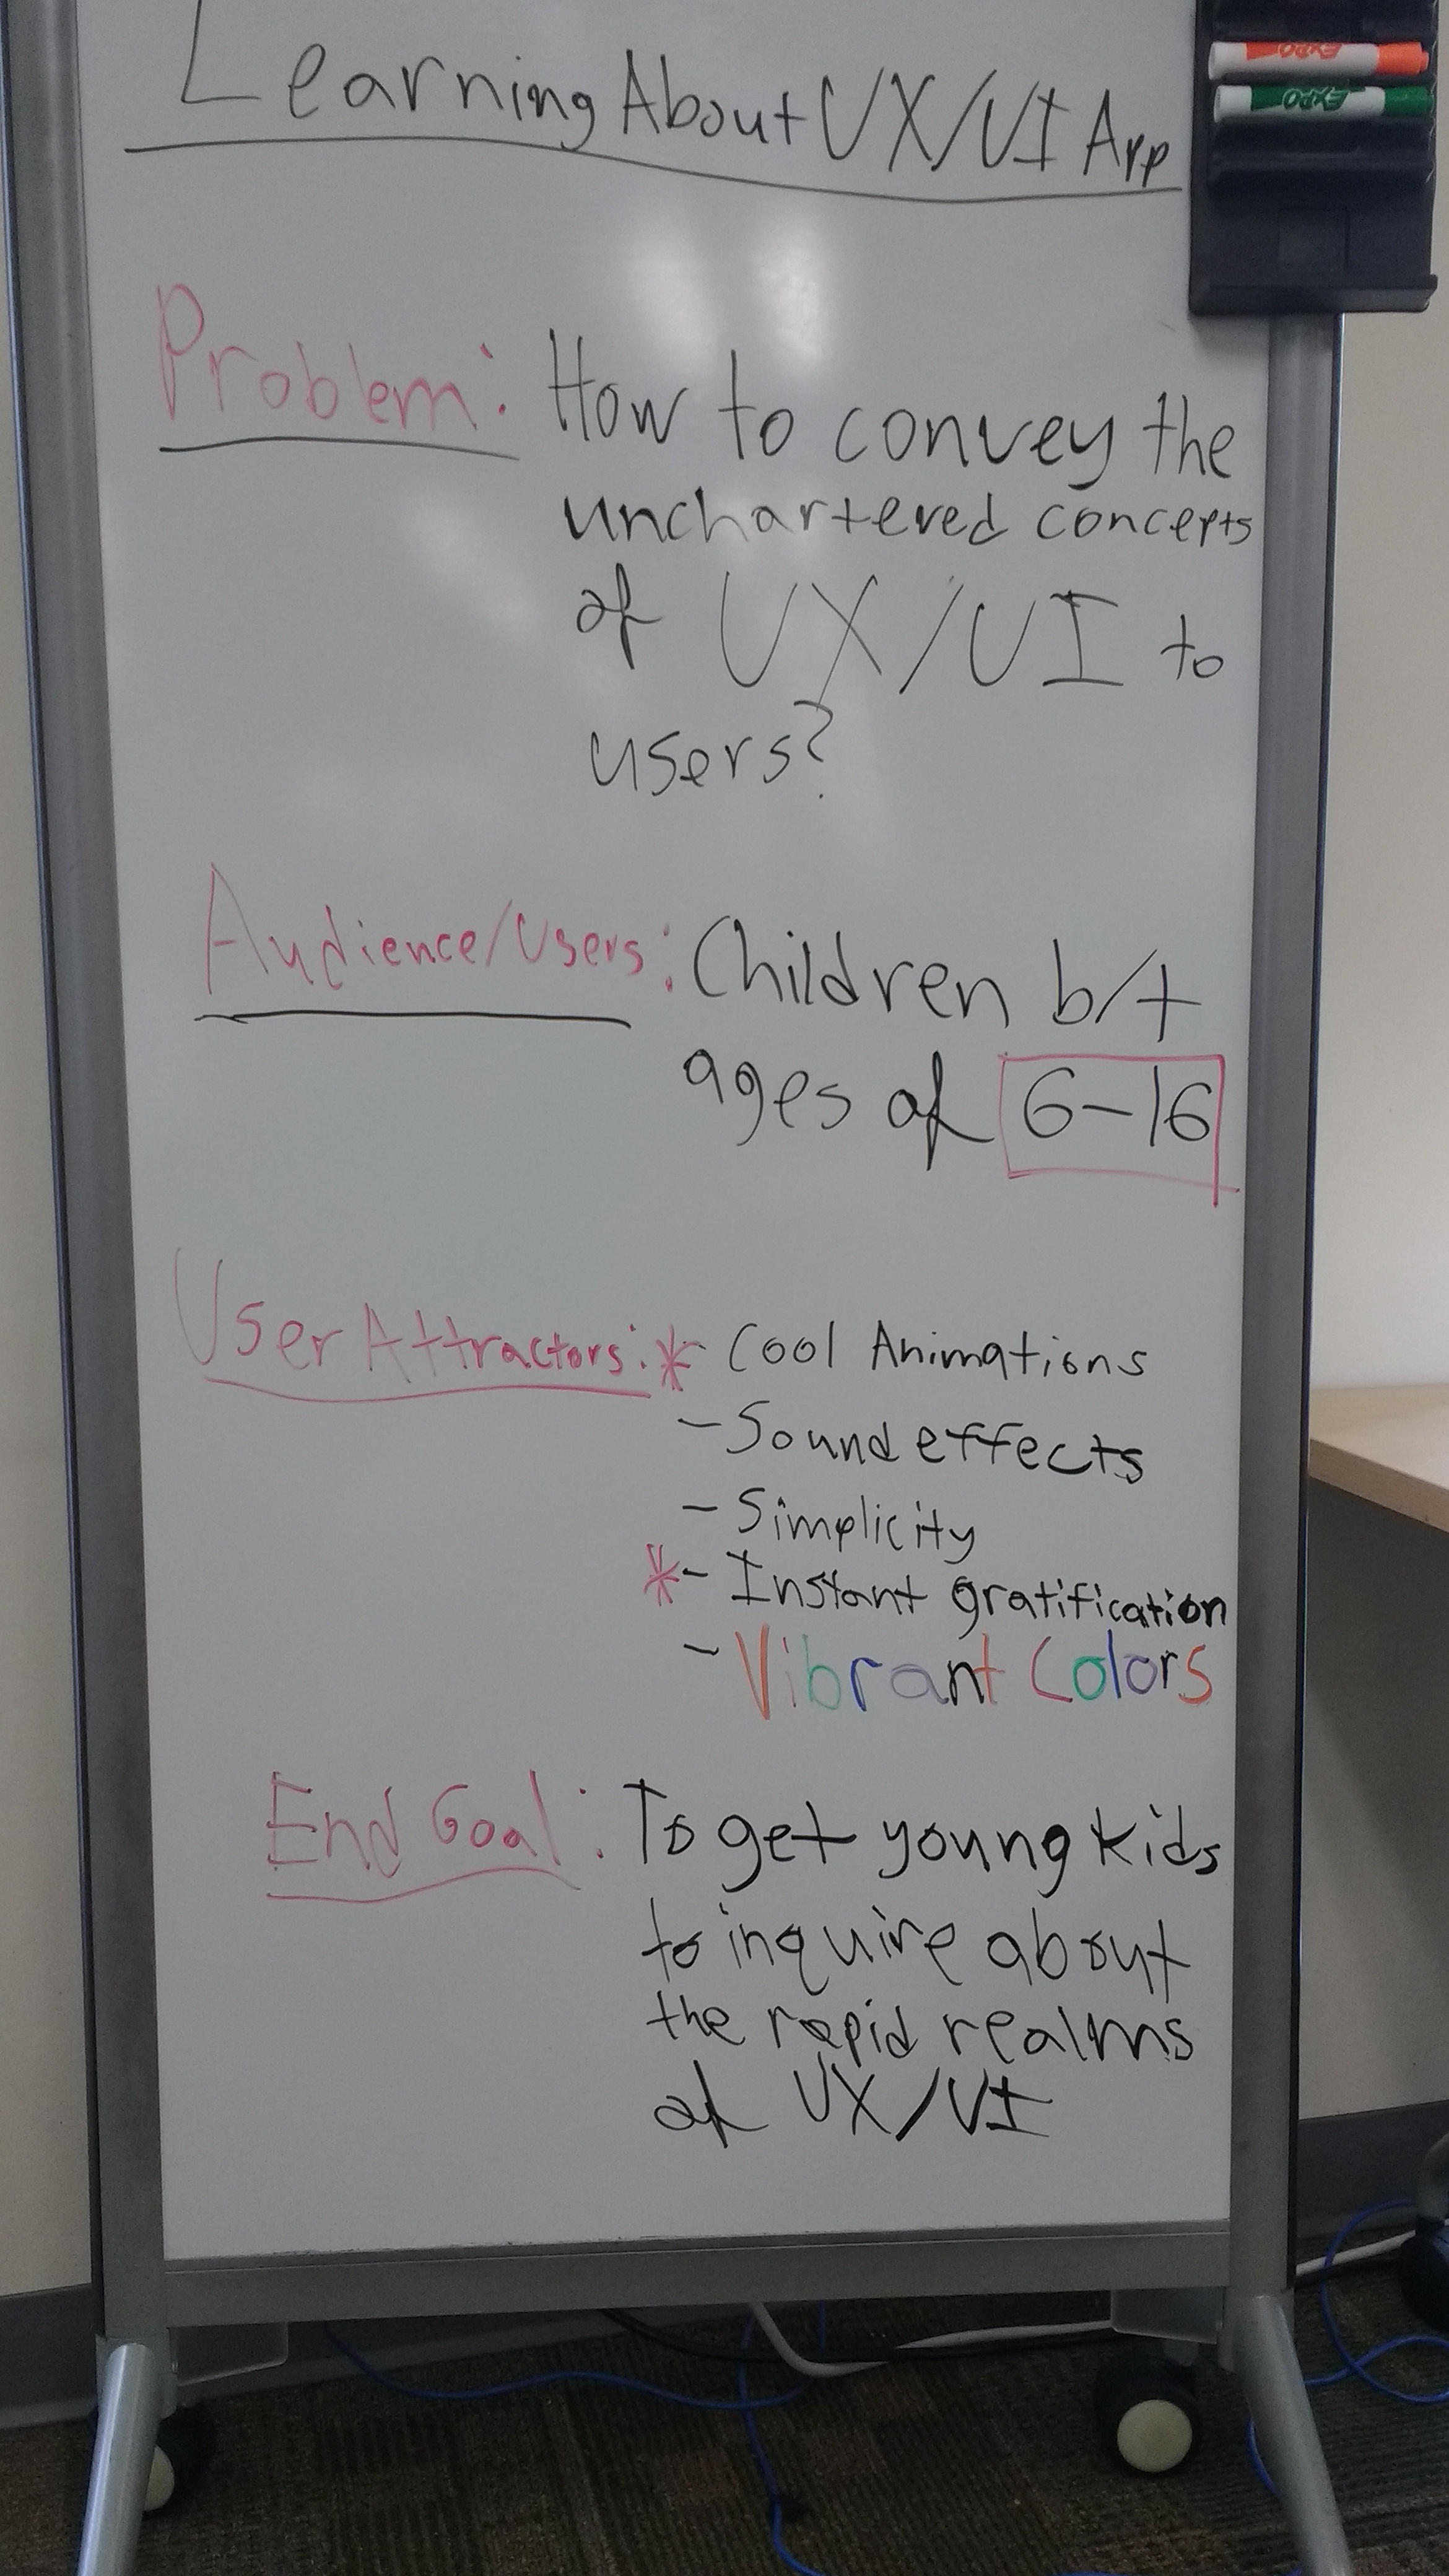 EXPO
EXPO
Learning About UX/UI App
Problem: How to convey the
unchartered concepts
of UX/UI to
users?
Audience/Users: Children b/t
ages of 6-16
User Attractors: * Cool Animations
- Sound effects
- Simplicity
*- Instant gratification
- Vibrant Colors
End Goal: To get young kids
to inquire about
the rapid realms
of UX/UI